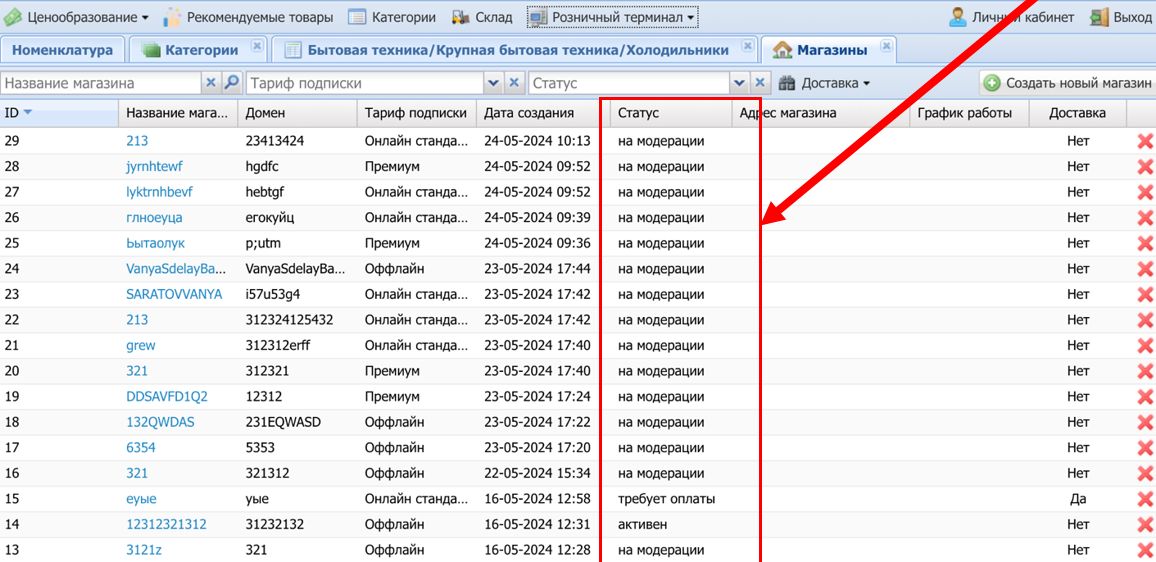 Ценообразование Рекомендуемые товары Категории Склад Розничный терминал Личный кабинет Выход
Номенклатура Категории Бытовая техника/Крупная бытовая техника/Холодильники Магазины
Название магазина Тариф подписки Статус Доставка Создать новый магазин
ID Название мага... Домен Тариф подписки Дата создания Статус Адрес магазина График работы Доставка
29 213 23413424 Онлайн станда... 24-05-2024 10:13 на модерации Нет
28 jyrnhtewf hgdfc Премиум 24-05-2024 09:52 на модерации Нет
27 lyktrnhbevf hebtgf Онлайн станда... 24-05-2024 09:52 на модерации Нет
26 глноеуца егокуйц Онлайн станда... 24-05-2024 09:39 на модерации Нет
25 Ьытаолук p;utm Премиум 24-05-2024 09:36 на модерации Нет
24 VanyaSdelayBa... VanyaSdelayBa... Оффлайн 23-05-2024 17:44 на модерации Нет
23 SARATOVVANYA i57u53g4 Онлайн станда... 23-05-2024 17:42 на модерации Нет
22 213 312324125432 Онлайн станда... 23-05-2024 17:42 на модерации Нет
21 grew 312312erff Онлайн станда... 23-05-2024 17:40 на модерации Нет
20 321 312321 Премиум 23-05-2024 17:40 на модерации Нет
19 DDSAVFD1Q2 12312 Премиум 23-05-2024 17:24 на модерации Нет
18 132QWDAS 231EQWASD Оффлайн 23-05-2024 17:22 на модерации Нет
17 6354 5353 Оффлайн 23-05-2024 17:20 на модерации Нет
16 321 321312 Оффлайн 22-05-2024 15:34 на модерации Нет
15 еуые уые Онлайн станда... 16-05-2024 12:58 требует оплаты Да
14 12312321312 31232132 Оффлайн 16-05-2024 12:31 активен Нет
13 3121z 321 Оффлайн 16-05-2024 12:28 на модерации Нет